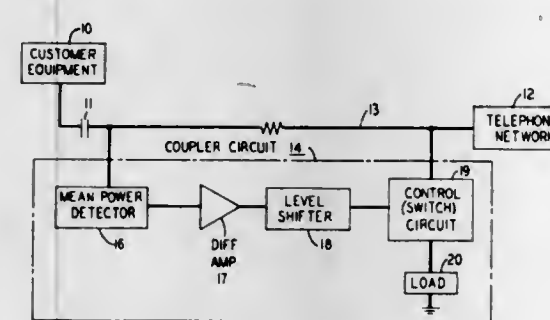 10
CUSTOMER
EQUIPMENT
11
13
12
TELEPHON
NETWORK
COUPLER CIRCUIT 14
19
MEAN POWER
DETECTOR
16
DIFF
AMP
17
LEVEL
SHIFTER
18
CONTROL
(SWITCH)
CIRCUIT
20
LOAD